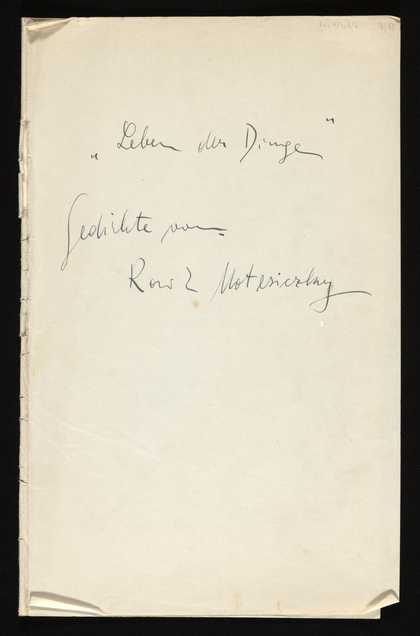 „Leben der Dinge"
Gedichte von
Karl Motesiczky